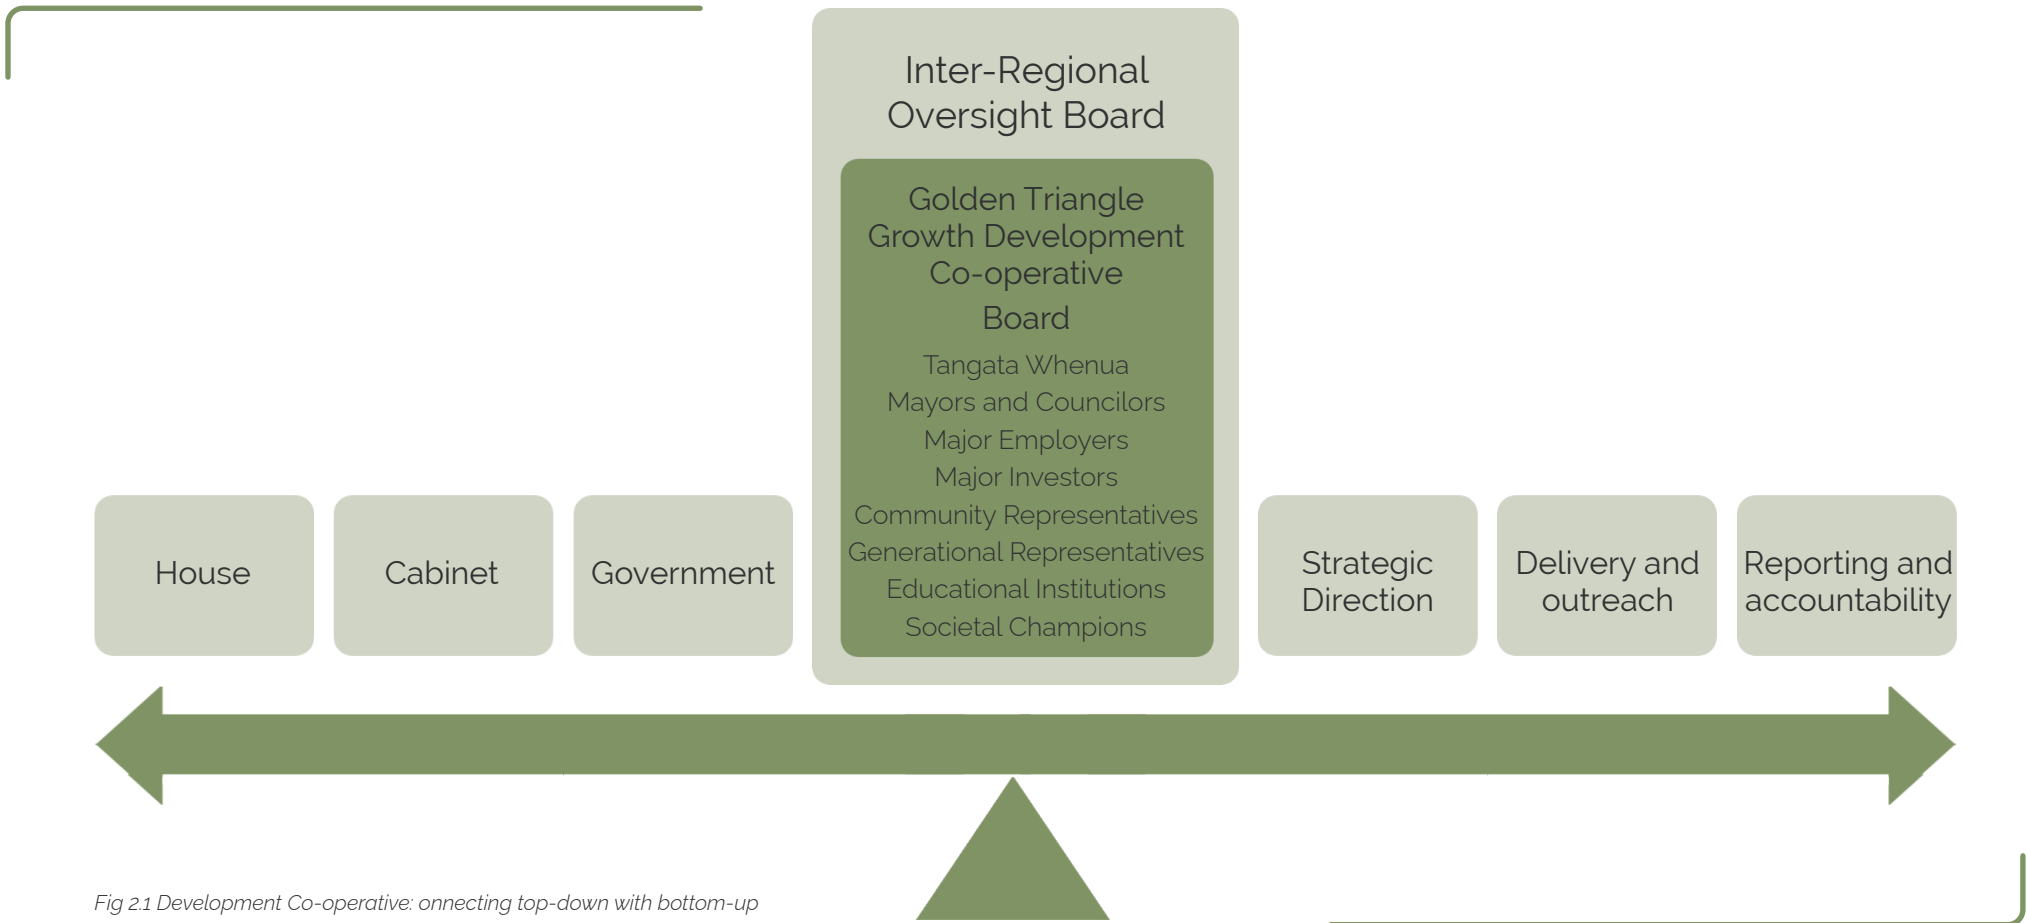 Inter-Regional
Oversight Board
Golden Triangle
Growth Development
Co-operative
Board
Tangata Whenua
Mayors and Councilors
Major Employers
Major Investors
Community Representatives
Generational Representatives
Educational Institutions
Societal Champions
House
Cabinet
Government
Strategic
Direction
Delivery and
outreach
Reporting and
accountability
Fig 2.1 Development Co-operative: onnecting top-down with bottom-up